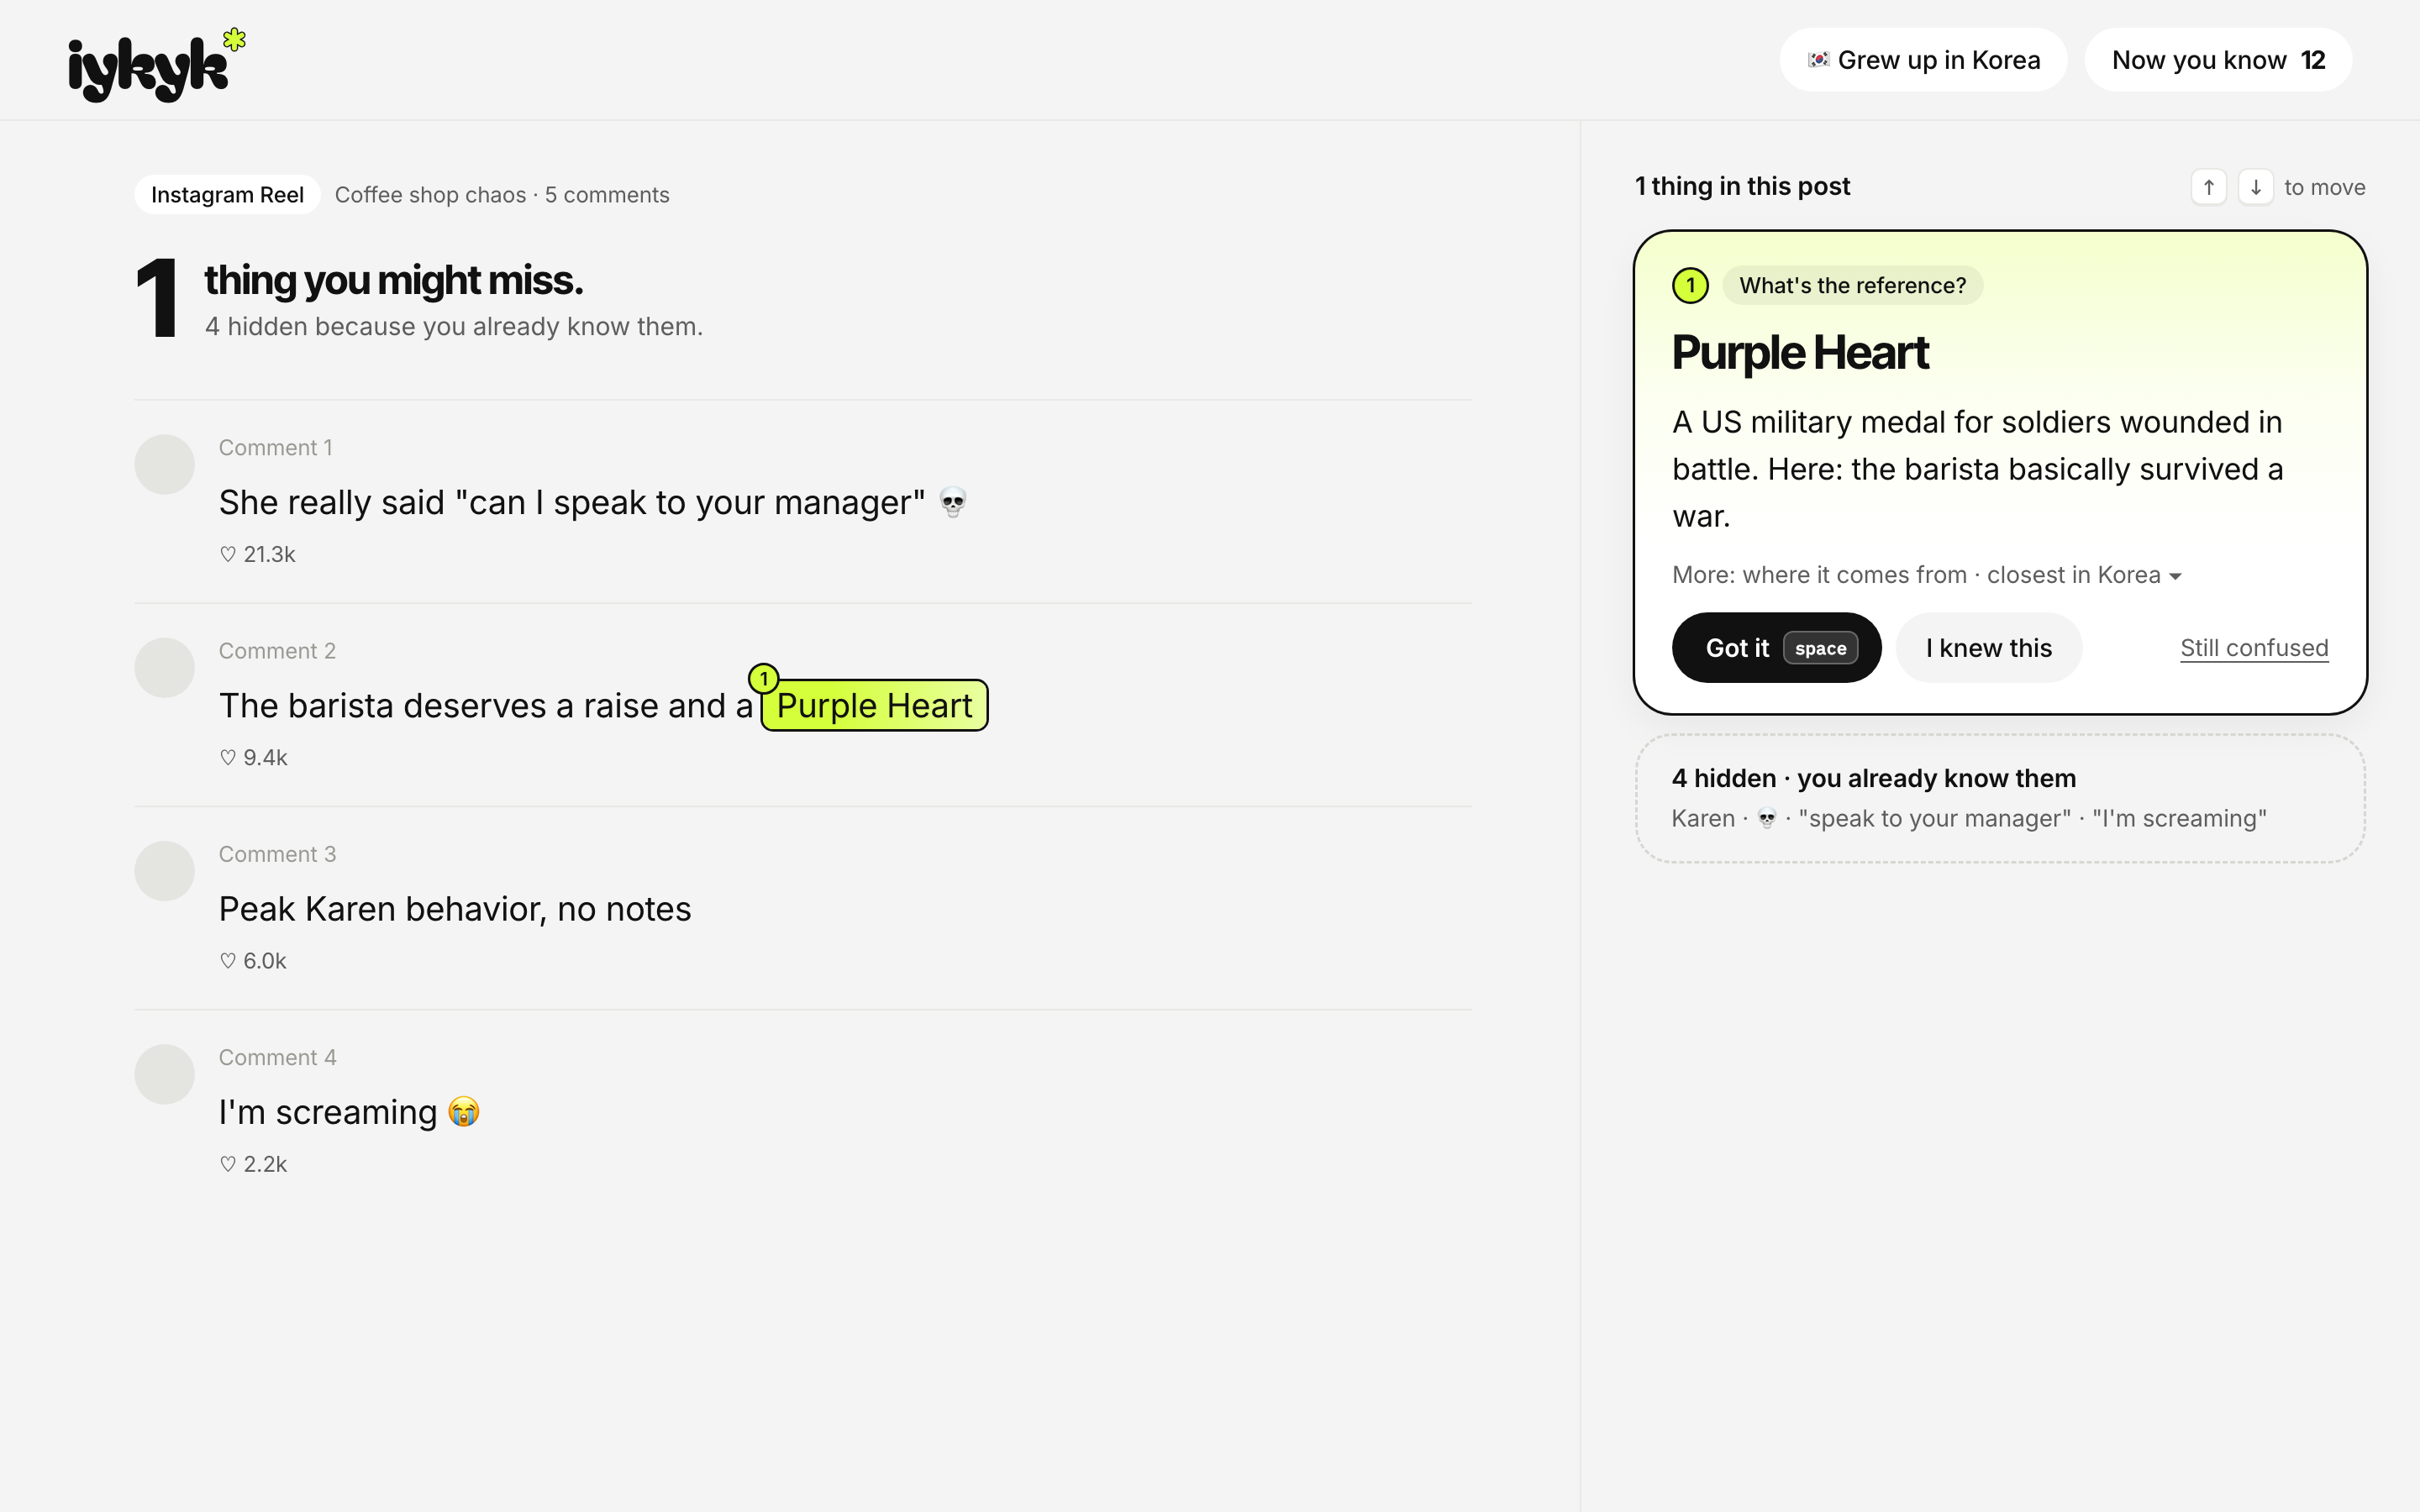 iykyk*
🇰🇷 Grew up in Korea
Now you know 12
Instagram Reel
Coffee shop chaos · 5 comments
1
thing you might miss.
4 hidden because you already know them.
Comment 1
She really said "can I speak to your manager" 💀
♡ 21.3k
Comment 2
The barista deserves a raise and a 1 Purple Heart
♡ 9.4k
Comment 3
Peak Karen behavior, no notes
♡ 6.0k
Comment 4
I'm screaming 😭
♡ 2.2k
1 thing in this post
↑ ↓ to move
1 What's the reference?
Purple Heart
A US military medal for soldiers wounded in
battle. Here: the barista basically survived a
war.
More: where it comes from · closest in Korea ▾
Got it space
I knew this
Still confused
4 hidden · you already know them
Karen · 💀 · "speak to your manager" · "I'm screaming"